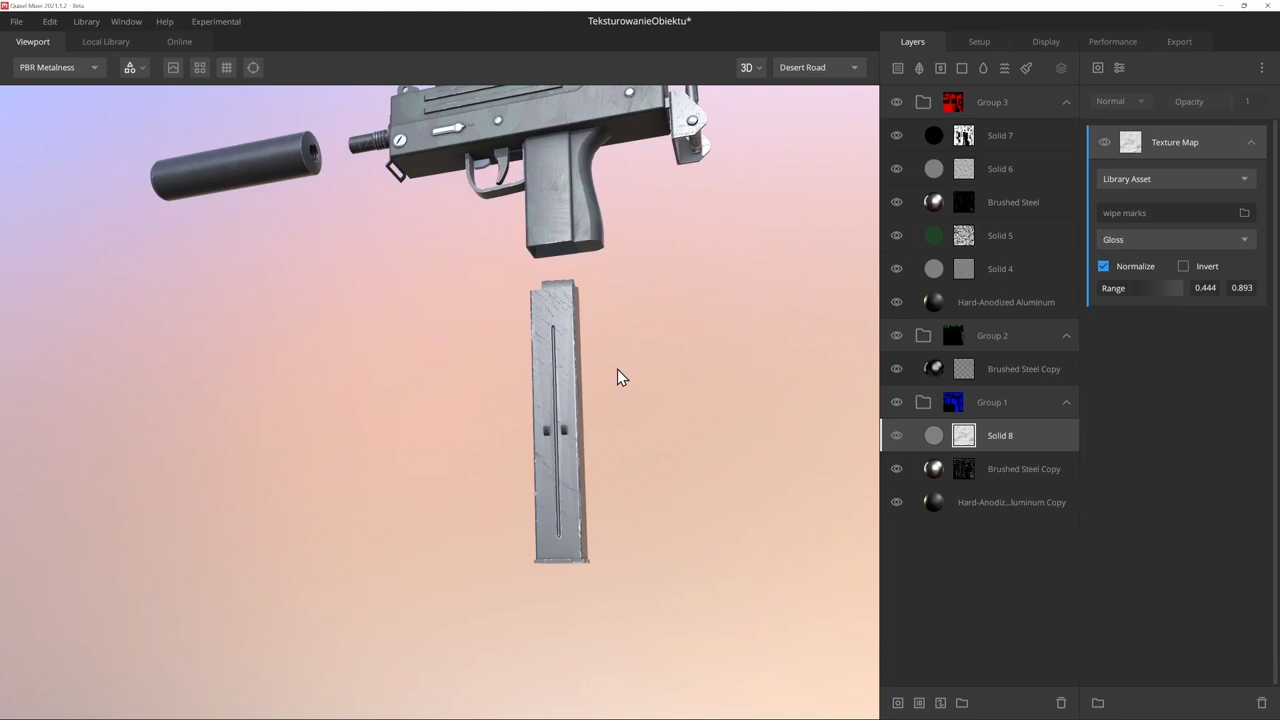 Quixel Mixer 2021.1.2 - Beta
File Edit Library Window Help Experimental
TeksturowanieObiektu*
Viewport Local Library Online
Layers Setup Display Performance Export
PBR Metalness
3D Desert Road
Normal Opacity 1
Group 3
Solid 7
Solid 6
Brushed Steel
Solid 5
Solid 4
Hard-Anodized Aluminum
Group 2
Brushed Steel Copy
Group 1
Solid 8
Brushed Steel Copy
Hard-Anodiz...luminum Copy
Texture Map
Library Asset
wipe marks
Gloss
Normalize Invert
Range 0.444 0.893